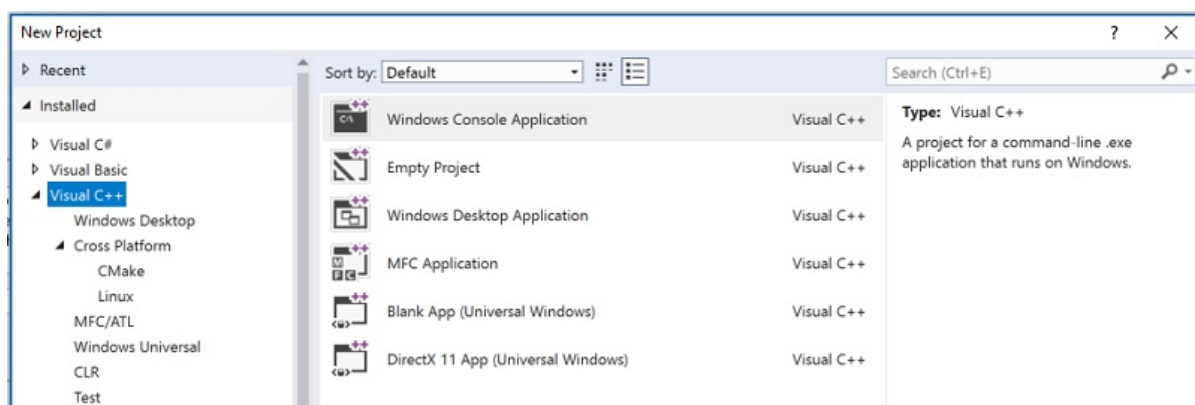 New Project
?
Recent
Installed
Visual C#
Visual Basic
Visual C++
Windows Desktop
Cross Platform
CMake
Linux
MFC/ATL
Windows Universal
CLR
Test
Sort by: Default
Windows Console Application Visual C++
Empty Project Visual C++
Windows Desktop Application Visual C++
MFC Application Visual C++
Blank App (Universal Windows) Visual C++
DirectX 11 App (Universal Windows) Visual C++
Search (Ctrl+E)
Type: Visual C++
A project for a command-line .exe
application that runs on Windows.